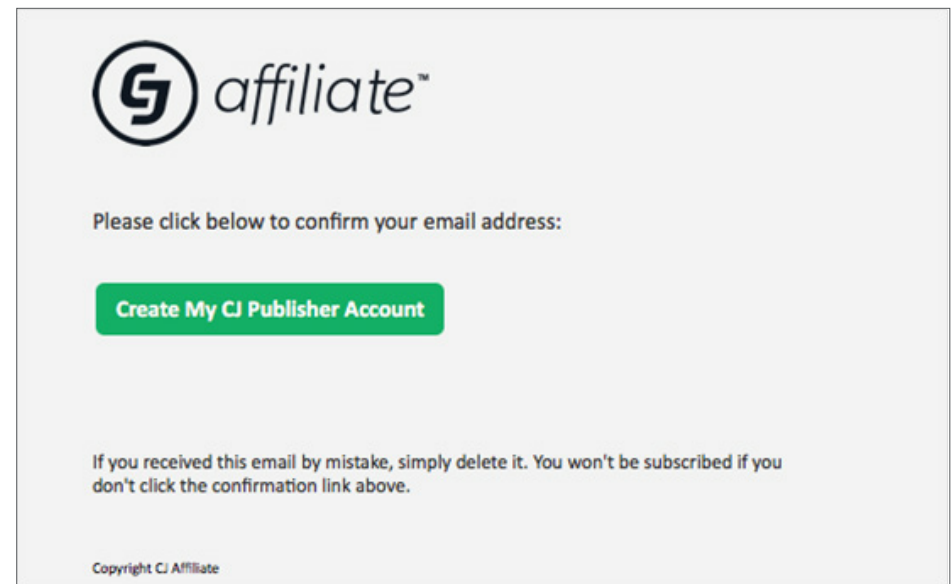 CJ affiliate™
Please click below to confirm your email address:
Create My CJ Publisher Account
If you received this email by mistake, simply delete it. You won't be subscribed if you
don't click the confirmation link above.
Copyright CJ Affiliate